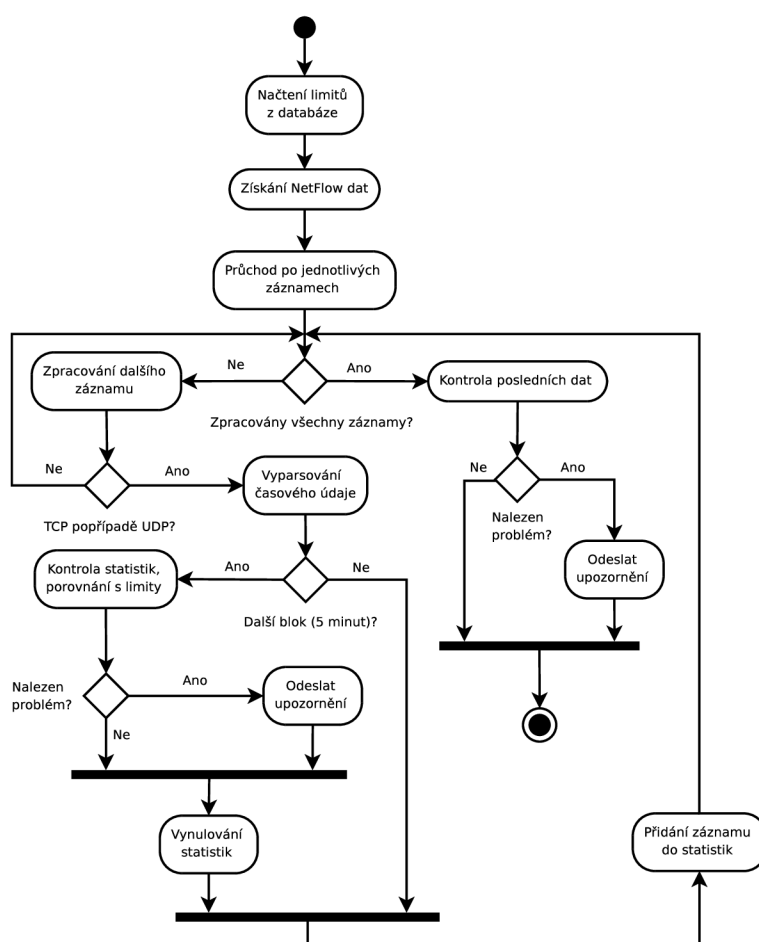 Načtení limitů
z databáze
Získání NetFlow dat
Průchod po jednotlivých
záznamech
Ne
Ano
Zpracování dalšího
záznamu
Kontrola posledních dat
Zpracovány všechny záznamy?
Ne
Ano
Vyparsování
časového údaje
TCP popřípadě UDP?
Ne
Ano
Nalezen
problém?
Odeslat
upozornění
Kontrola statistik,
porovnání s limity
Ano
Ne
Další blok (5 minut)?
Nalezen
problém?
Ano
Ne
Odeslat
upozornění
Vynulování
statistik
Přidání záznamu
do statistik